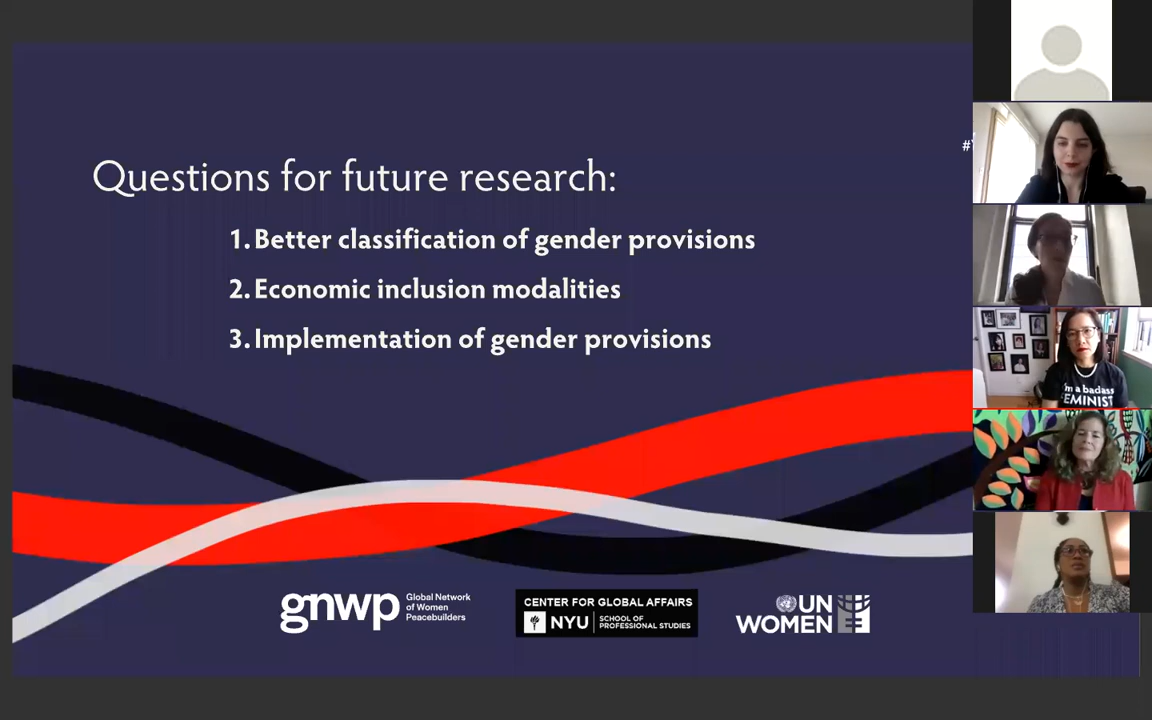 Questions for future research:
1. Better classification of gender provisions
2. Economic inclusion modalities
3. Implementation of gender provisions
gnwp Global Network
of Women
Peacebuilders
CENTER FOR GLOBAL AFFAIRS
NYU SCHOOL OF
PROFESSIONAL STUDIES
UN
WOMEN
I'm a badass
FEMINIST